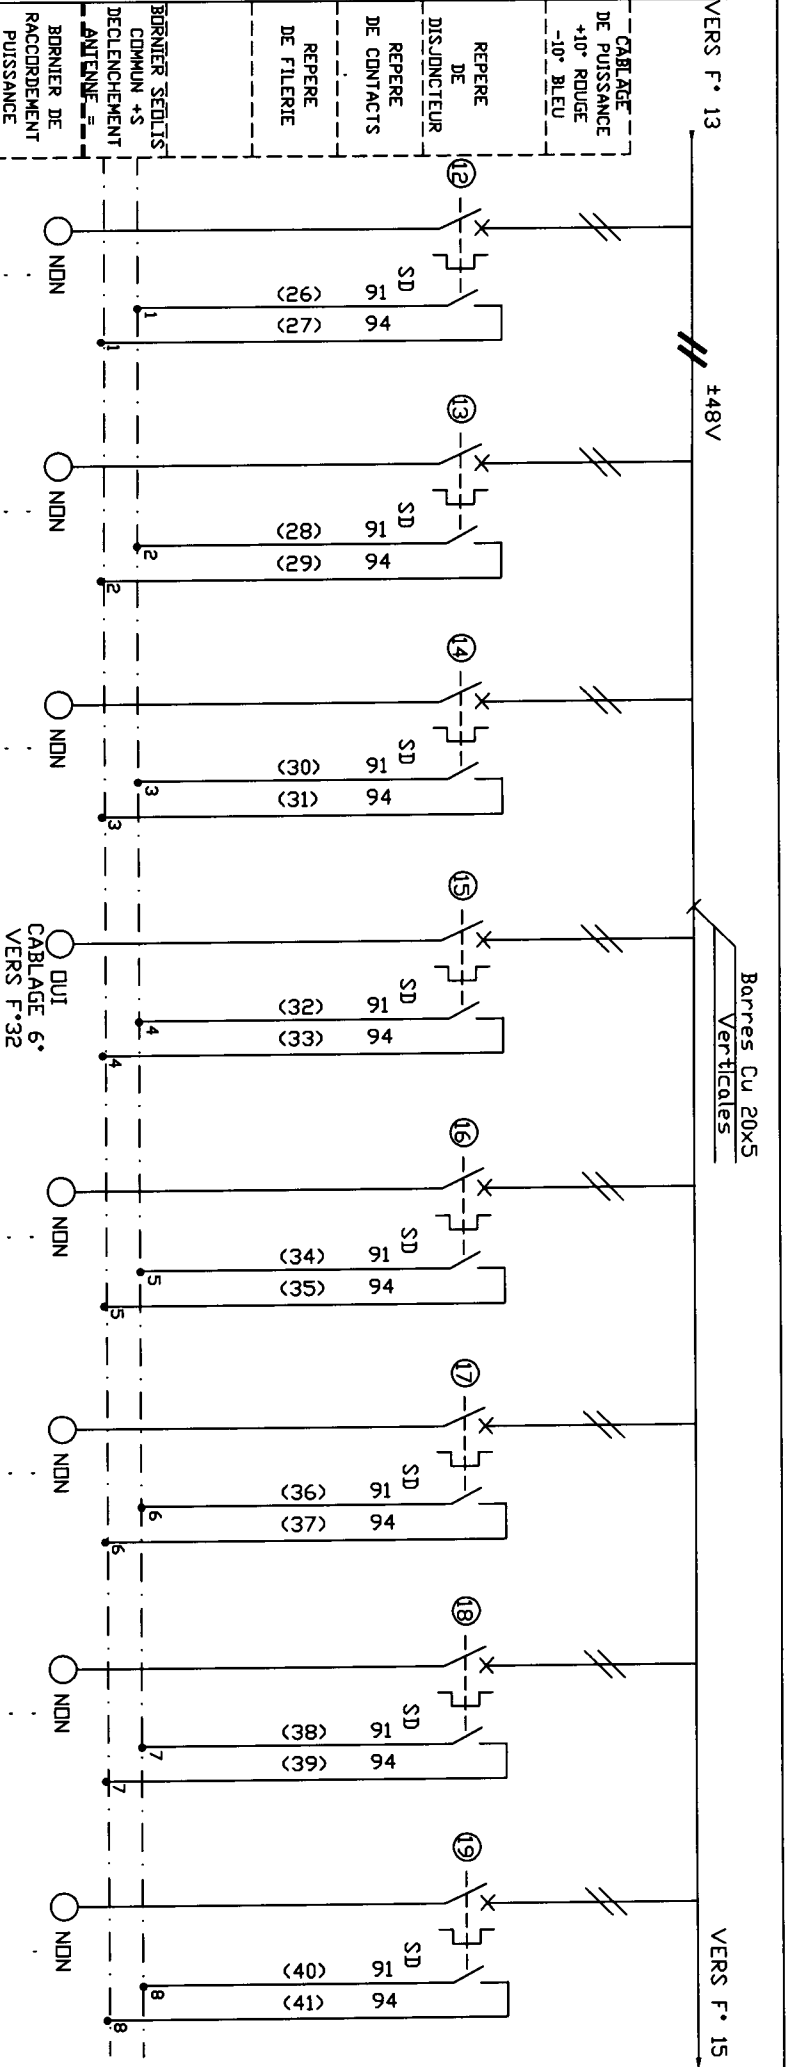 VERS F° 13
±48V
Barres Cu 20x5
Verticales
VERS F° 15
CABLAGE
DE PUISSANCE
+10° ROUGE
-10° BLEU
REPERE
DE
DISJONCTEUR
12
13
14
15
16
17
18
19
SD
SD
SD
SD
SD
SD
SD
SD
REPERE
DE CONTACTS
91
94
91
94
91
94
91
94
91
94
91
94
91
94
91
94
REPERE
DE FILERIE
(26)
(27)
(28)
(29)
(30)
(31)
(32)
(33)
(34)
(35)
(36)
(37)
(38)
(39)
(40)
(41)
BORNIER SEDLIS
COMMUN +S
1
2
3
4
5
6
7
8
DECLENCHEMENT
1
2
3
4
5
6
7
8
ANTENNE =
BORNIER DE
RACCORDEMENT
PUISSANCE
NON
NON
NON
OUI
CABLAGE 6°
VERS F°32
NON
NON
NON
NON